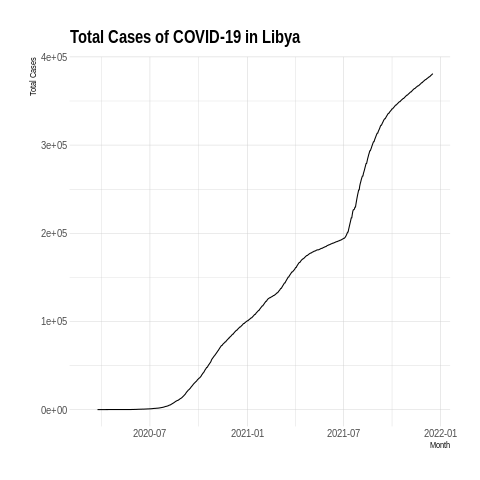 Total Cases of COVID-19 in Libya
Total Cases
4e+05
3e+05
2e+05
1e+05
0e+00
2020-07 2021-01 2021-07 2022-01
Month